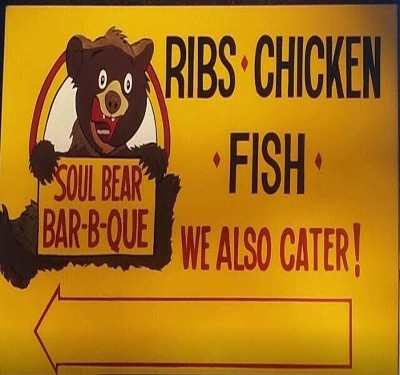 RIBS ♦ CHICKEN
♦ FISH ♦
SOUL BEAR
BAR-B-QUE
WE ALSO CATER!